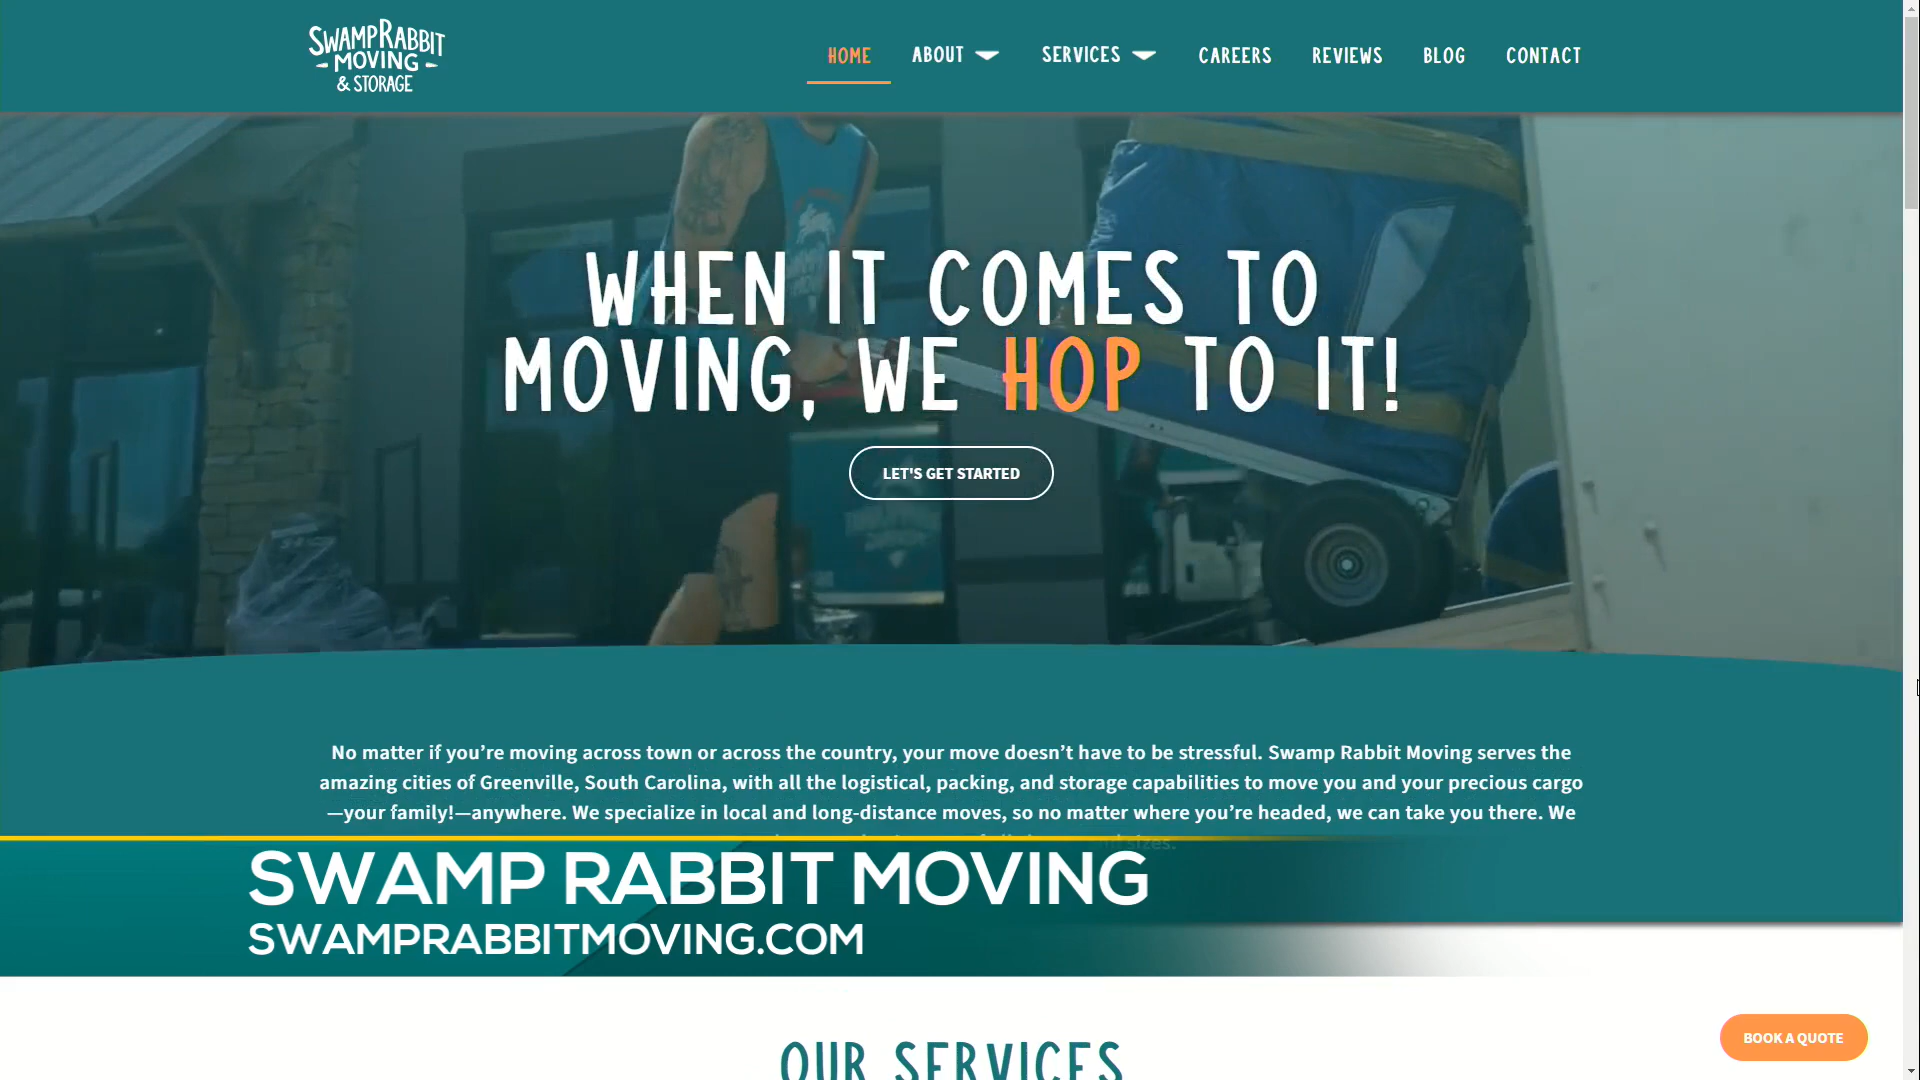 SWAMPRABBIT
MOVING
& STORAGE
HOME
ABOUT
SERVICES
CAREERS
REVIEWS
BLOG
CONTACT
WHEN IT COMES TO
MOVING, WE HOP TO IT!
LET'S GET STARTED
No matter if you’re moving across town or across the country, your move doesn’t have to be stressful. Swamp Rabbit Moving serves the
amazing cities of Greenville, South Carolina, with all the logistical, packing, and storage capabilities to move you and your precious cargo
—your family!—anywhere. We specialize in local and long-distance moves, so no matter where you’re headed, we can take you there. We
sizes.
SWAMP RABBIT MOVING
SWAMPRABBITMOVING.COM
OUR SERVICES
BOOK A QUOTE